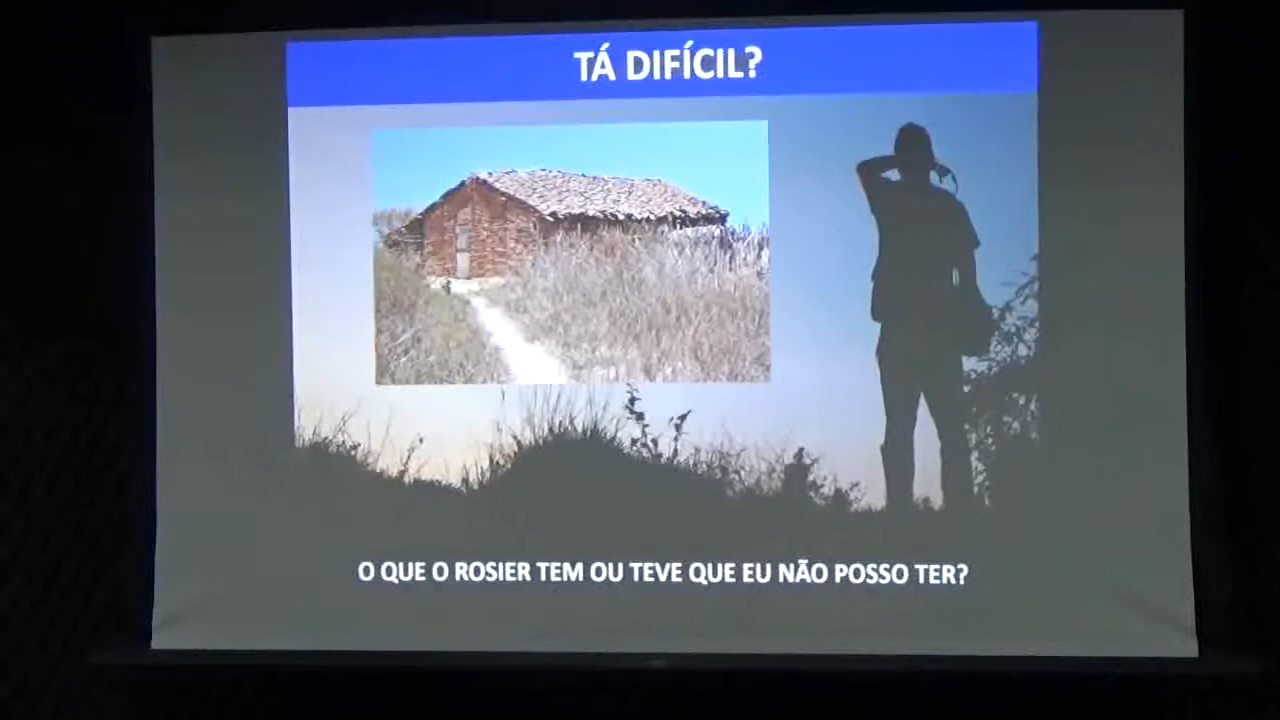 TÁ DIFÍCIL?
O QUE O ROSIER TEM OU TEVE QUE EU NÃO POSSO TER?